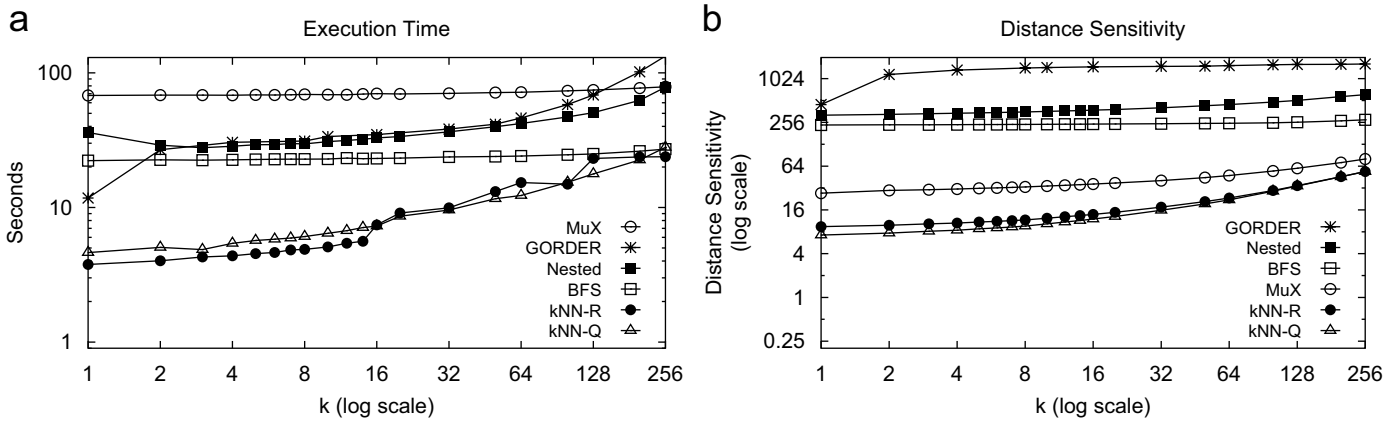 a
Execution Time
Seconds
100
10
1
MuX
GORDER
Nested
BFS
kNN-R
kNN-Q
1 2 4 8 16 32 64 128 256
k (log scale)
b
Distance Sensitivity
Distance Sensitivity
(log scale)
1024
256
64
16
4
1
0.25
GORDER
Nested
BFS
MuX
kNN-R
kNN-Q
1 2 4 8 16 32 64 128 256
k (log scale)